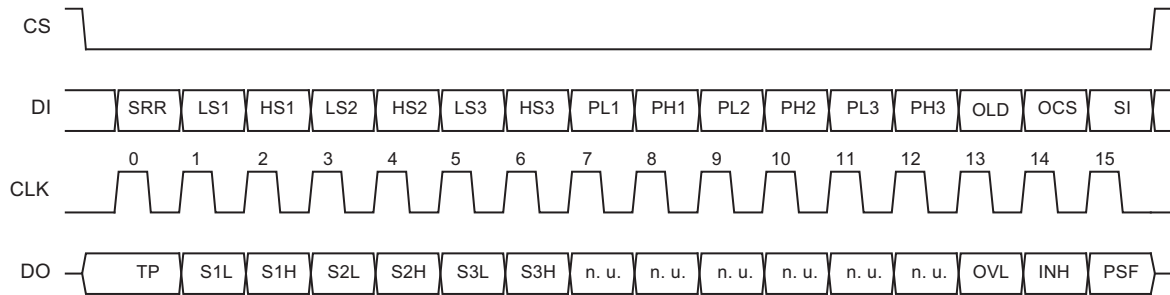 CS
DI SRR LS1 HS1 LS2 HS2 LS3 HS3 PL1 PH1 PL2 PH2 PL3 PH3 OLD OCS SI
0 1 2 3 4 5 6 7 8 9 10 11 12 13 14 15
CLK
DO TP S1L S1H S2L S2H S3L S3H n. u. n. u. n. u. n. u. n. u. n. u. OVL INH PSF